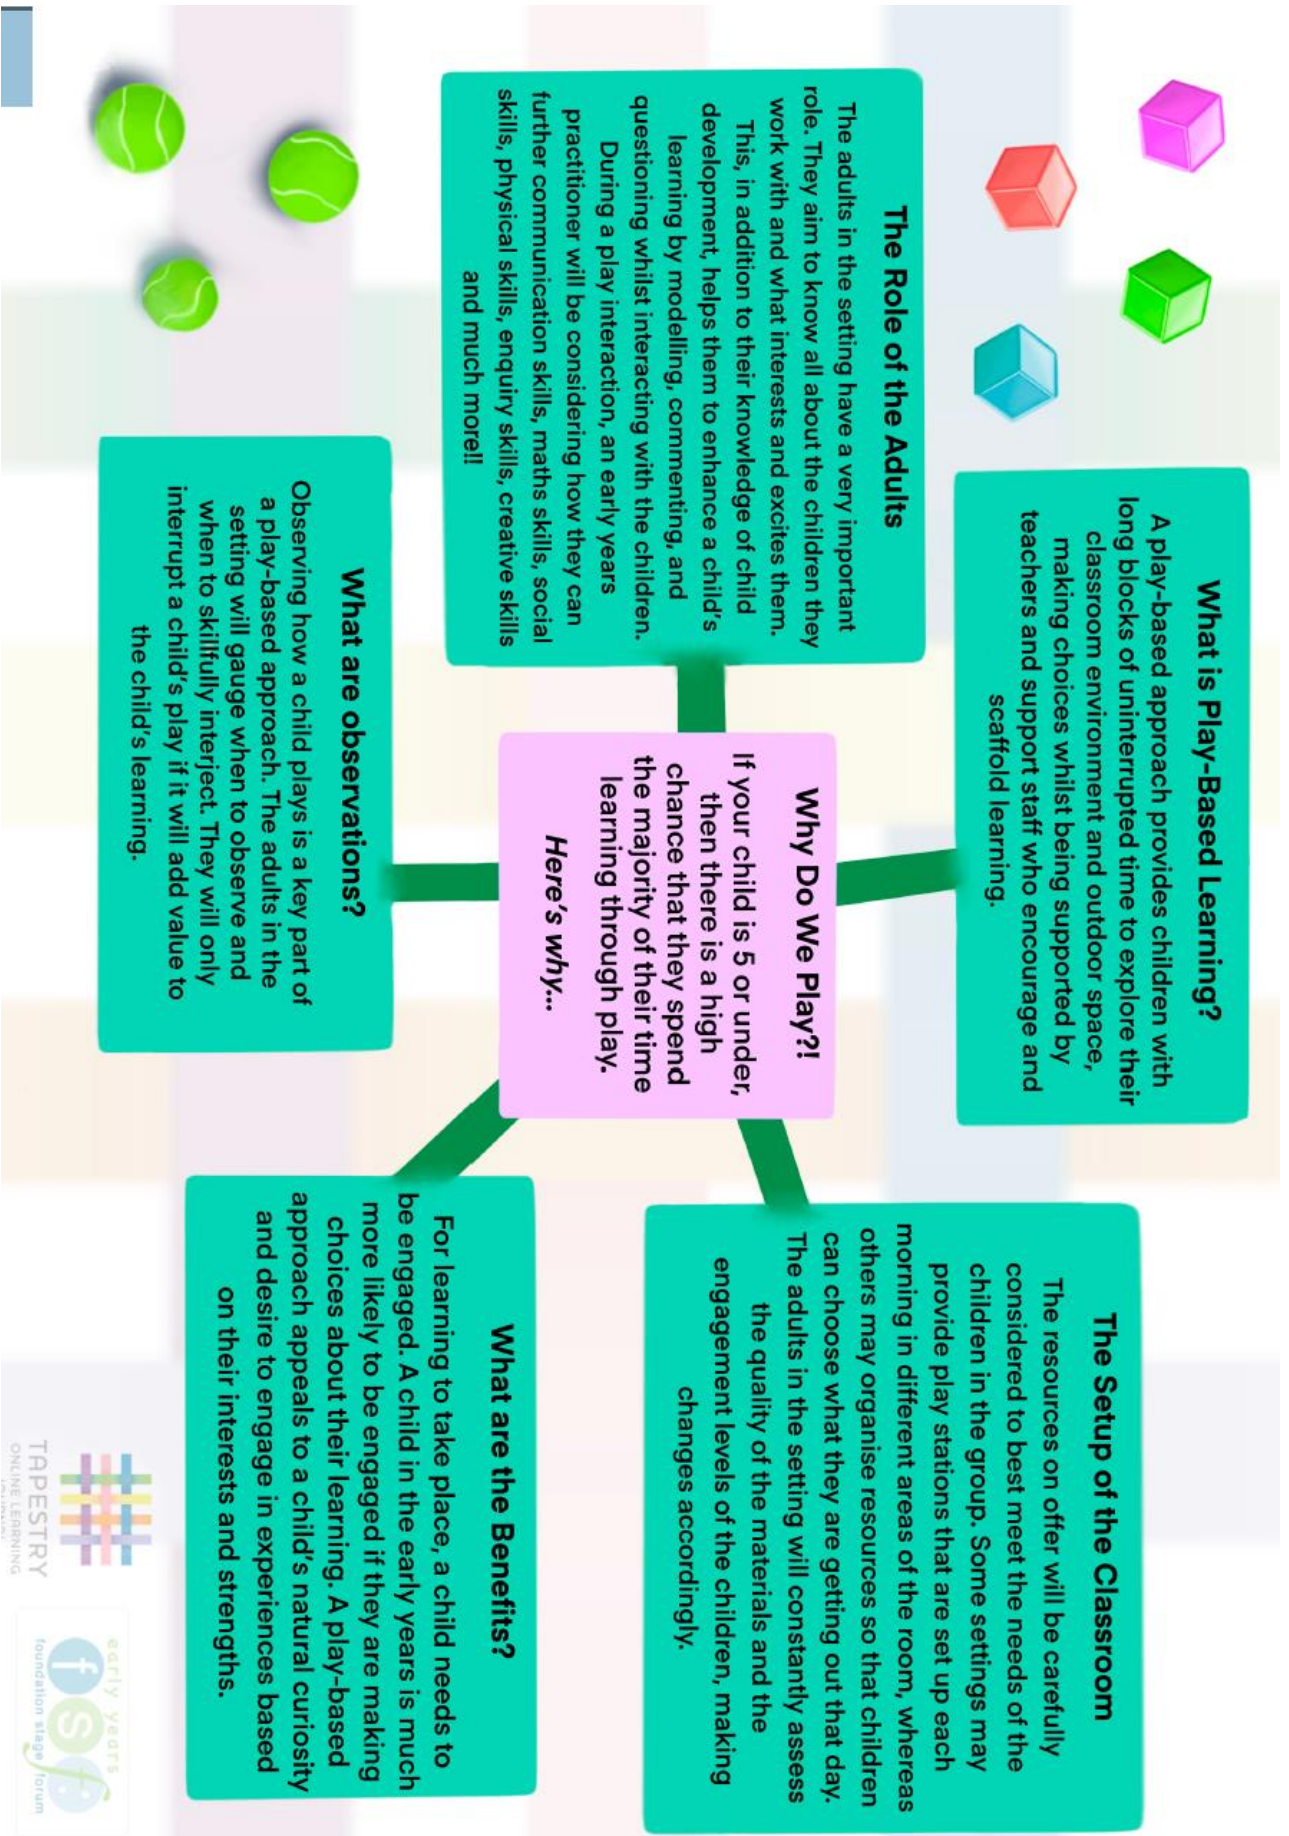 What is Play-Based Learning?
A play-based approach provides children with
long blocks of uninterrupted time to explore their
classroom environment and outdoor space,
making choices whilst being supported by
teachers and support staff who encourage and
scaffold learning.
The Role of the Adults
The adults in the setting have a very important
role. They aim to know all about the children they
work with and what interests and excites them.
This, in addition to their knowledge of child
development, helps them to enhance a child's
learning by modelling, commenting, and
questioning whilst interacting with the children.
During a play interaction, an early years
practitioner will be considering how they can
further communication skills, maths skills, social
skills, physical skills, enquiry skills, creative skills
and much more!!
Why Do We Play?!
If your child is 5 or under,
then there is a high
chance that they spend
the majority of their time
learning through play.
Here's why...
The Setup of the Classroom
The resources on offer will be carefully
considered to best meet the needs of the
children in the group. Some settings may
provide play stations that are set up each
morning in different areas of the room, whereas
others may organise resources so that children
can choose what they are getting out that day.
The adults in the setting will constantly assess
the quality of the materials and the
engagement levels of the children, making
changes accordingly.
What are observations?
Observing how a child plays is a key part of
a play-based approach. The adults in the
setting will gauge when to observe and
when to skillfully interject. They will only
interrupt a child's play if it will add value to
the child's learning.
What are the Benefits?
For learning to take place, a child needs to
be engaged. A child in the early years is much
more likely to be engaged if they are making
choices about their learning. A play-based
approach appeals to a child's natural curiosity
and desire to engage in experiences based
on their interests and strengths.
TAPESTRY
ONLINE LEARNING
early years
fsf
foundation stage forum